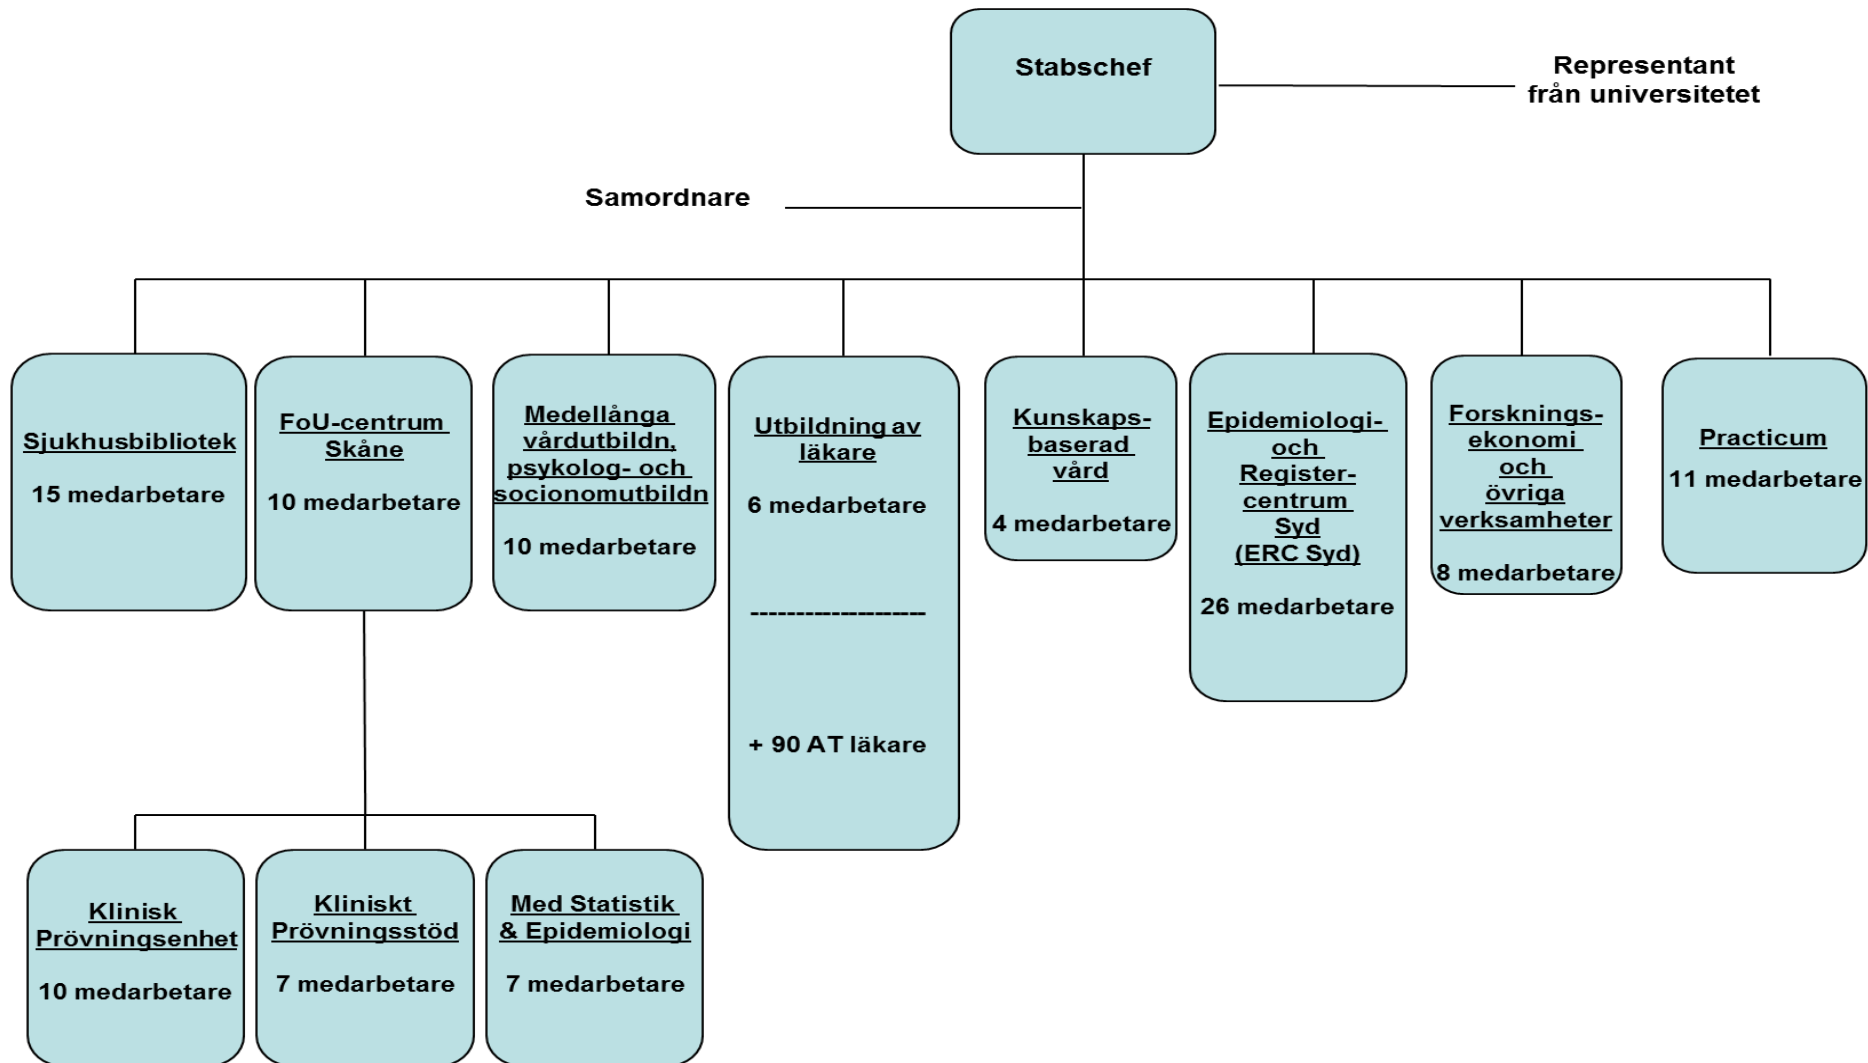 Stabschef
Representant
från universitetet
Samordnare
Sjukhusbibliotek
15 medarbetare
FoU-centrum
Skåne
10 medarbetare
Medellånga
vårdutbildn,
psykolog- och
socionomutbildn
10 medarbetare
Utbildning av
läkare
6 medarbetare
--------------------
+ 90 AT läkare
Kunskaps-
baserad
vård
4 medarbetare
Epidemiologi-
och
Register-
centrum
Syd
(ERC Syd)
26 medarbetare
Forsknings-
ekonomi
och
övriga
verksamheter
8 medarbetare
Practicum
11 medarbetare
Klinisk
Prövningsenhet
10 medarbetare
Kliniskt
Prövningsstöd
7 medarbetare
Med Statistik
& Epidemiologi
7 medarbetare